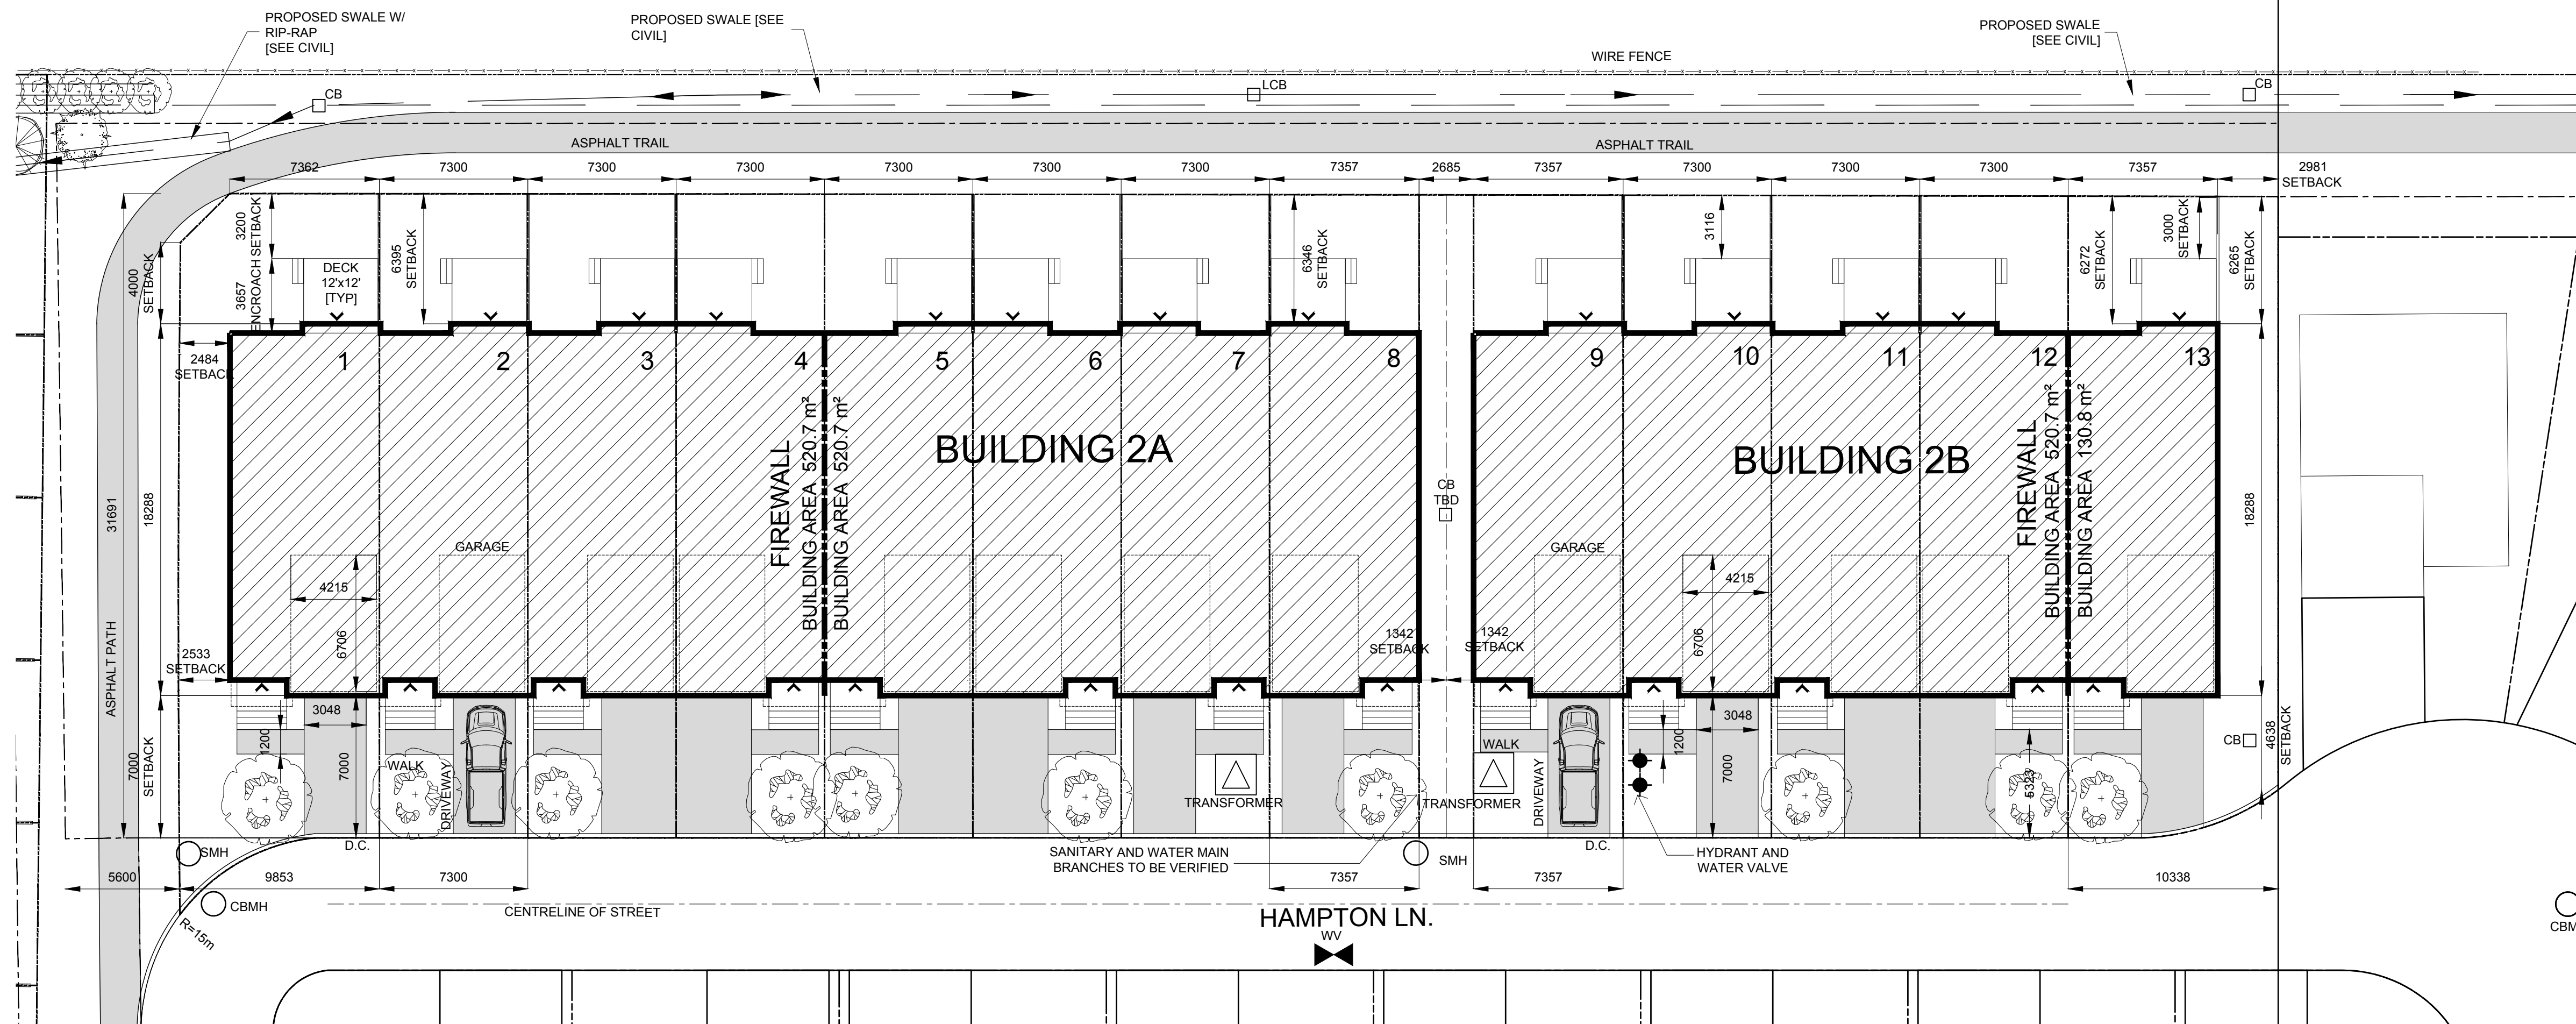 PROPOSED SWALE W/
RIP-RAP
[SEE CIVIL]
PROPOSED SWALE [SEE
CIVIL]
PROPOSED SWALE
[SEE CIVIL]
WIRE FENCE
CB
LCB
CB
ASPHALT TRAIL
ASPHALT TRAIL
7362
7300
7300
7300
7300
7300
7300
7357
2685
7357
7300
7300
7300
7357
2981
SETBACK
3200
SETBACK
3657
ENCROACH
4000
SETBACK
DECK
12'x12'
[TYP]
6395
SETBACK
6346
SETBACK
3116
6272
SETBACK
3000
SETBACK
6265
SETBACK
2484
SETBACK
1
2
3
4
5
6
7
8
9
10
11
12
13
BUILDING 2A
BUILDING 2B
FIREWALL
BUILDING AREA 520.7 m²
BUILDING AREA 520.7 m²
FIREWALL
BUILDING AREA 520.7 m²
BUILDING AREA 130.8 m²
31691
18288
18288
CB
TBD
GARAGE
GARAGE
4215
6706
4215
6706
ASPHALT PATH
2533
SETBACK
1342
SETBACK
1342
SETBACK
7000
SETBACK
1200
3048
7000
WALK
DRIVEWAY
TRANSFORMER
WALK
TRANSFORMER
DRIVEWAY
1200
3048
7000
5323
CB
4638
SETBACK
SMH
D.C.
SANITARY AND WATER MAIN
BRANCHES TO BE VERIFIED
SMH
D.C.
HYDRANT AND
WATER VALVE
5600
9853
7300
7357
7357
10338
CBMH
R=15m
CENTRELINE OF STREET
HAMPTON LN.
WV
CBM